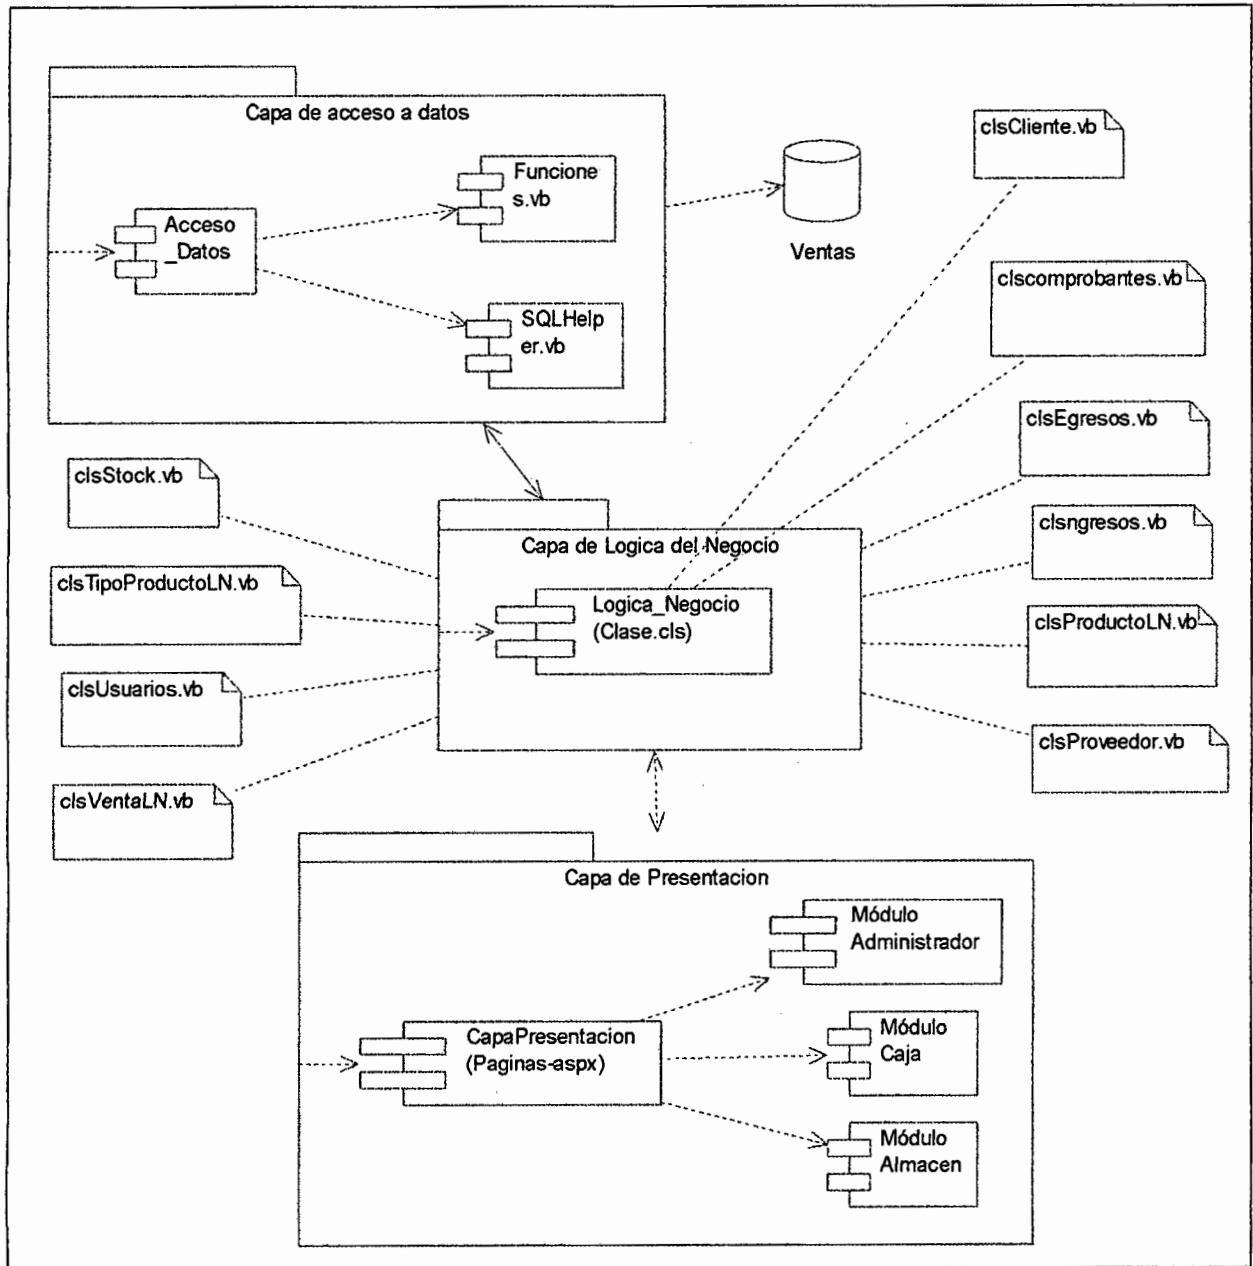 Capa de acceso a datos
Acceso
_Datos
Funcione
s.vb
SQLHelp
er.vb
Ventas
clsCliente.vb
clscomprobantes.vb
clsEgresos.vb
clsngresos.vb
clsProductoLN.vb
clsProveedor.vb
clsStock.vb
clsTipoProductoLN.vb
clsUsuarios.vb
clsVentaLN.vb
Capa de Logica del Negocio
Logica_Negocio
(Clase.cls)
Capa de Presentacion
CapaPresentacion
(Paginas-aspx)
Módulo
Administrador
Módulo
Caja
Módulo
Almacen